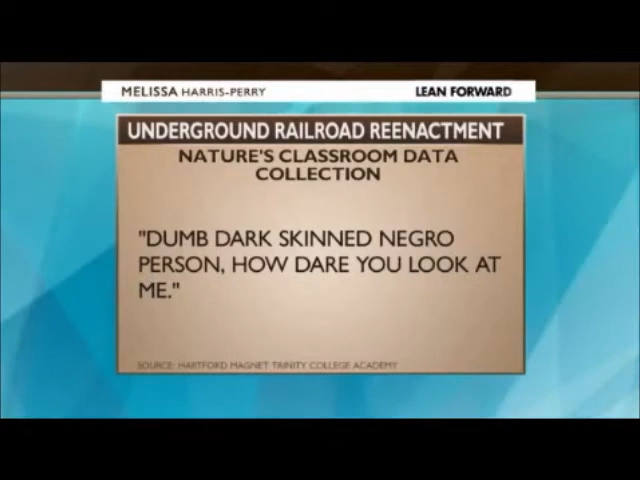 MELISSA HARRIS-PERRY
LEAN FORWARD
UNDERGROUND RAILROAD REENACTMENT
NATURE'S CLASSROOM DATA
COLLECTION
"DUMB DARK SKINNED NEGRO
PERSON, HOW DARE YOU LOOK AT
ME."
SOURCE: HARTFORD MAGNET TRINITY COLLEGE ACADEMY